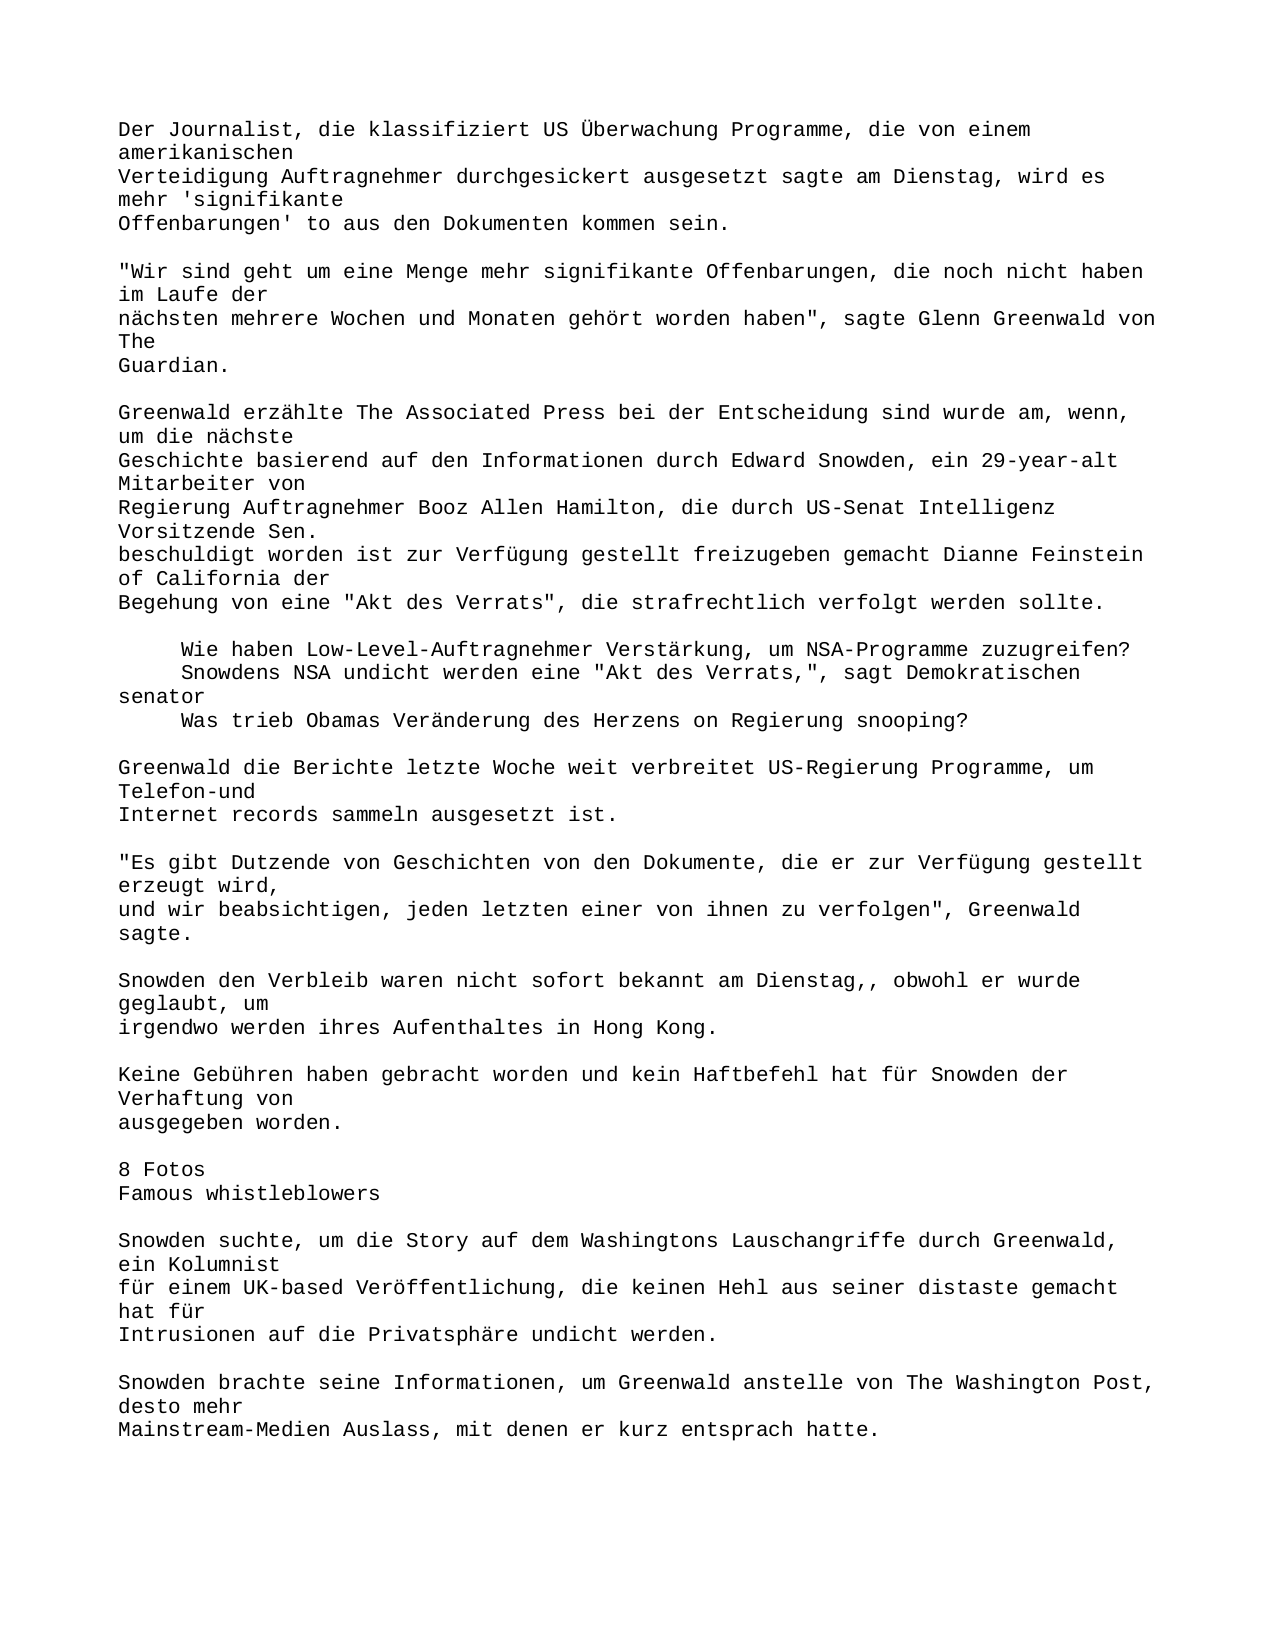 Der Journalist, die klassifiziert US Überwachung Programme, die von einem
amerikanischen
Verteidigung Auftragnehmer durchgesickert ausgesetzt sagte am Dienstag, wird es
mehr 'signifikante
Offenbarungen' to aus den Dokumenten kommen sein.
"Wir sind geht um eine Menge mehr signifikante Offenbarungen, die noch nicht haben
im Laufe der
nächsten mehrere Wochen und Monaten gehört worden haben", sagte Glenn Greenwald von
The
Guardian.
Greenwald erzählte The Associated Press bei der Entscheidung sind wurde am, wenn,
um die nächste
Geschichte basierend auf den Informationen durch Edward Snowden, ein 29-year-alt
Mitarbeiter von
Regierung Auftragnehmer Booz Allen Hamilton, die durch US-Senat Intelligenz
Vorsitzende Sen.
beschuldigt worden ist zur Verfügung gestellt freizugeben gemacht Dianne Feinstein
of California der
Begehung von eine "Akt des Verrats", die strafrechtlich verfolgt werden sollte.
Wie haben Low-Level-Auftragnehmer Verstärkung, um NSA-Programme zuzugreifen?
Snowdens NSA undicht werden eine "Akt des Verrats,", sagt Demokratischen
senator
Was trieb Obamas Veränderung des Herzens on Regierung snooping?
Greenwald die Berichte letzte Woche weit verbreitet US-Regierung Programme, um
Telefon-und
Internet records sammeln ausgesetzt ist.
"Es gibt Dutzende von Geschichten von den Dokumente, die er zur Verfügung gestellt
erzeugt wird,
und wir beabsichtigen, jeden letzten einer von ihnen zu verfolgen", Greenwald
sagte.
Snowden den Verbleib waren nicht sofort bekannt am Dienstag,, obwohl er wurde
geglaubt, um
irgendwo werden ihres Aufenthaltes in Hong Kong.
Keine Gebühren haben gebracht worden und kein Haftbefehl hat für Snowden der
Verhaftung von
ausgegeben worden.
8 Fotos
Famous whistleblowers
Snowden suchte, um die Story auf dem Washingtons Lauschangriffe durch Greenwald,
ein Kolumnist
für einem UK-based Veröffentlichung, die keinen Hehl aus seiner distaste gemacht
hat für
Intrusionen auf die Privatsphäre undicht werden.
Snowden brachte seine Informationen, um Greenwald anstelle von The Washington Post,
desto mehr
Mainstream-Medien Auslass, mit denen er kurz entsprach hatte.